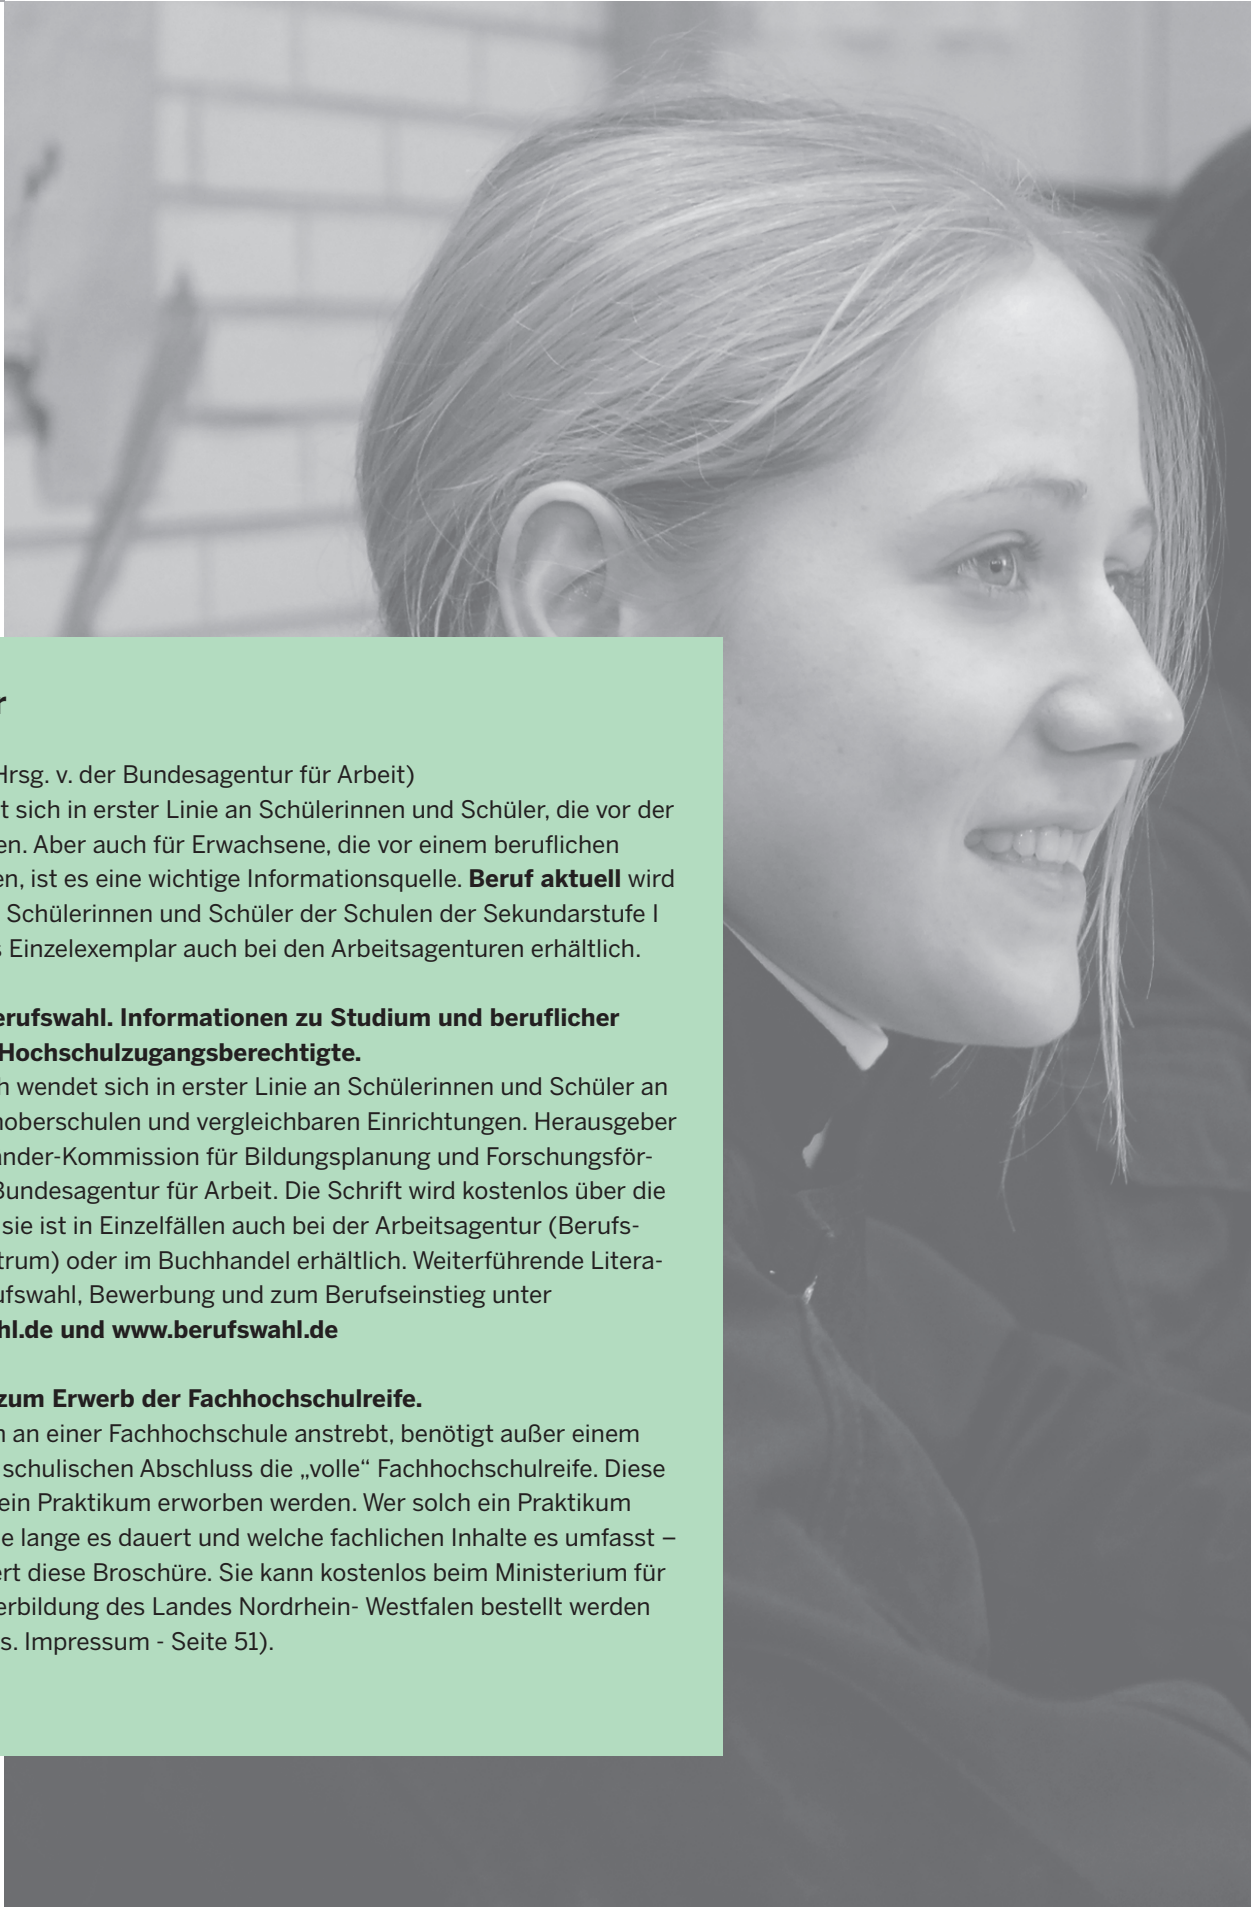 r
Hrsg. v. der Bundesagentur für Arbeit)
t sich in erster Linie an Schülerinnen und Schüler, die vor der
en. Aber auch für Erwachsene, die vor einem beruflichen
en, ist es eine wichtige Informationsquelle. Beruf aktuell wird
Schülerinnen und Schüler der Schulen der Sekundarstufe I
s Einzelexemplar auch bei den Arbeitsagenturen erhältlich.
erufswahl. Informationen zu Studium und beruflicher
Hochschulzugangsberechtigte.
h wendet sich in erster Linie an Schülerinnen und Schüler an
hoberschulen und vergleichbaren Einrichtungen. Herausgeber
änder-Kommission für Bildungsplanung und Forschungsför-
Bundesagentur für Arbeit. Die Schrift wird kostenlos über die
sie ist in Einzelfällen auch bei der Arbeitsagentur (Berufs-
trum) oder im Buchhandel erhältlich. Weiterführende Litera-
ufswahl, Bewerbung und zum Berufseinstieg unter
hl.de und www.berufswahl.de
zum Erwerb der Fachhochschulreife.
n an einer Fachhochschule anstrebt, benötigt außer einem
schulischen Abschluss die „volle“ Fachhochschulreife. Diese
ein Praktikum erworben werden. Wer solch ein Praktikum
e lange es dauert und welche fachlichen Inhalte es umfasst –
ert diese Broschüre. Sie kann kostenlos beim Ministerium für
erbildung des Landes Nordrhein- Westfalen bestellt werden
s. Impressum - Seite 51).